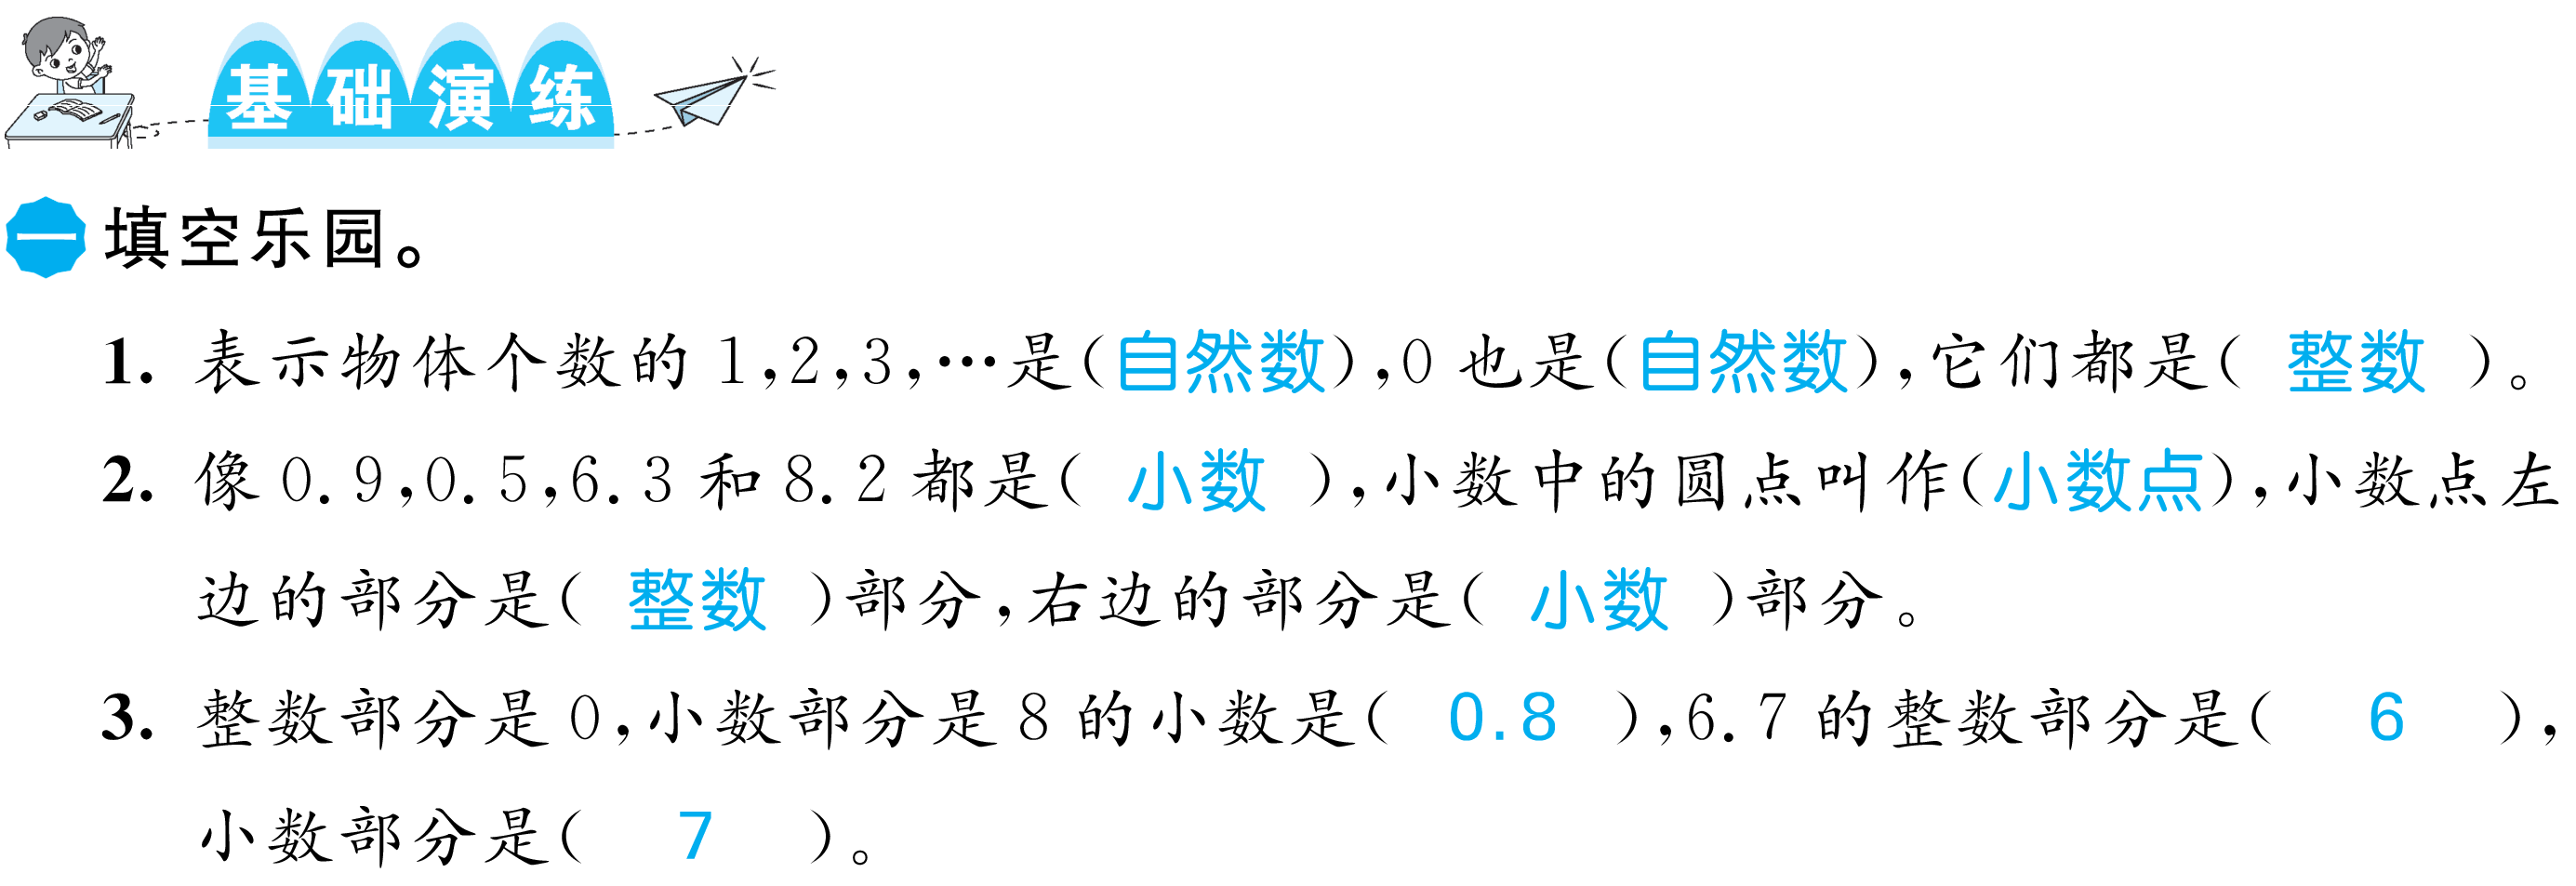 基础演练
一 填空乐园。
1. 表示物体个数的 1,2,3,…是(自然数),0 也是(自然数),它们都是( 整数 )。
2. 像 0.9,0.5,6.3 和 8.2 都是( 小数 ),小数中的圆点叫作(小数点),小数点左
边的部分是( 整数 )部分,右边的部分是( 小数 )部分。
3. 整数部分是 0,小数部分是 8 的小数是( 0.8 ),6.7 的整数部分是( 6 ),
小数部分是( 7 )。